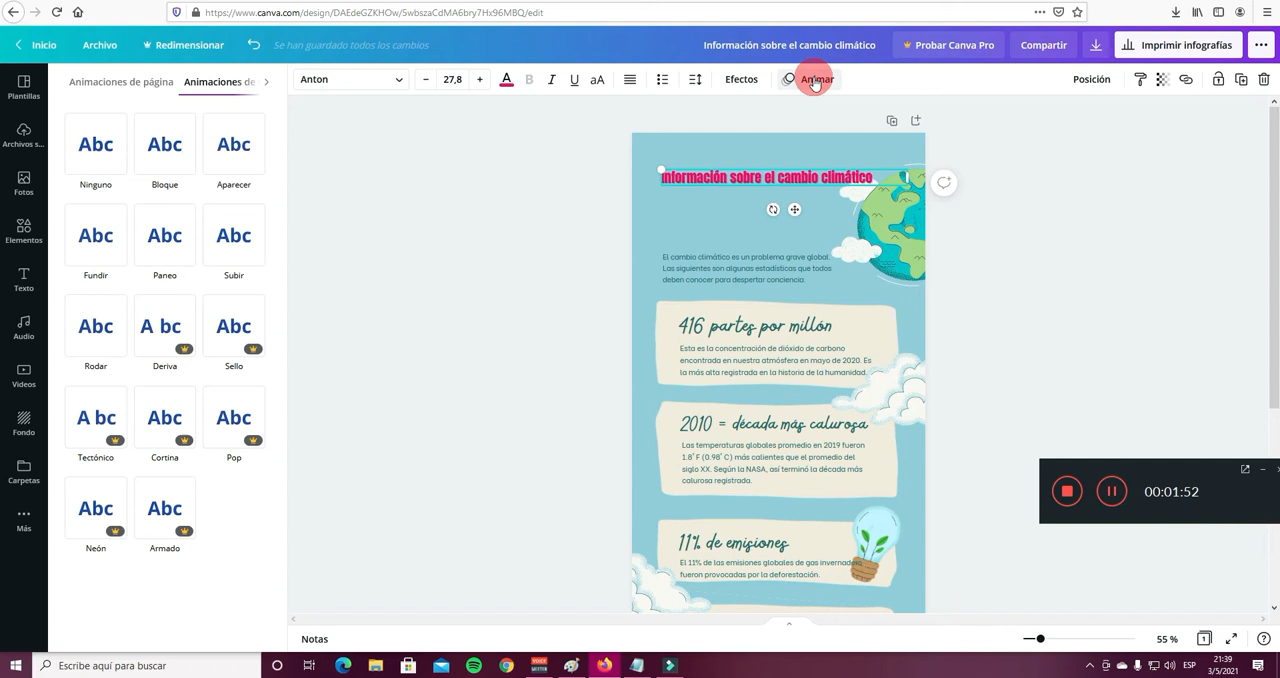 https://www.canva.com/design/DAEdeGZKHOw/5wbszaCdMA6bry7Hx96MBQ/edit
Inicio
Archivo
Redimensionar
Se han guardado todos los cambios
Información sobre el cambio climático
Probar Canva Pro
Compartir
Imprimir infografías
Plantillas
Archivos s...
Fotos
Elementos
Texto
Audio
Videos
Fondo
Carpetas
Más
Animaciones de página
Animaciones de
Abc
Ninguno
Abc
Bloque
Abc
Aparecer
Abc
Fundir
Abc
Paneo
Abc
Subir
Abc
Rodar
A bc
Deriva
Abc
Sello
A bc
Tectónico
Abc
Cortina
Abc
Pop
Abc
Neón
Abc
Armado
Anton
− 27,8 +
A B I U aA
Efectos
Animar
Posición
Información sobre el cambio climático
El cambio climático es un problema grave global.
Las siguientes son algunas estadísticas que todos
deben conocer para despertar conciencia.
416 partes por millón
Esta es la concentración de dióxido de carbono
encontrada en nuestra atmósfera en mayo de 2020. Es
la más alta registrada en la historia de la humanidad.
2010 = década más calurosa
Las temperaturas globales promedio en 2019 fueron
1.8˚F (0.98˚C) más calientes que el promedio del
siglo XX. Según la NASA, así terminó la década más
calurosa registrada.
11% de emisiones
El 11% de las emisiones globales de gas invernadero
fueron provocadas por la deforestación.
00:01:52
Notas
55 %
1
Escribe aquí para buscar
ESP
21:39
3/5/2021